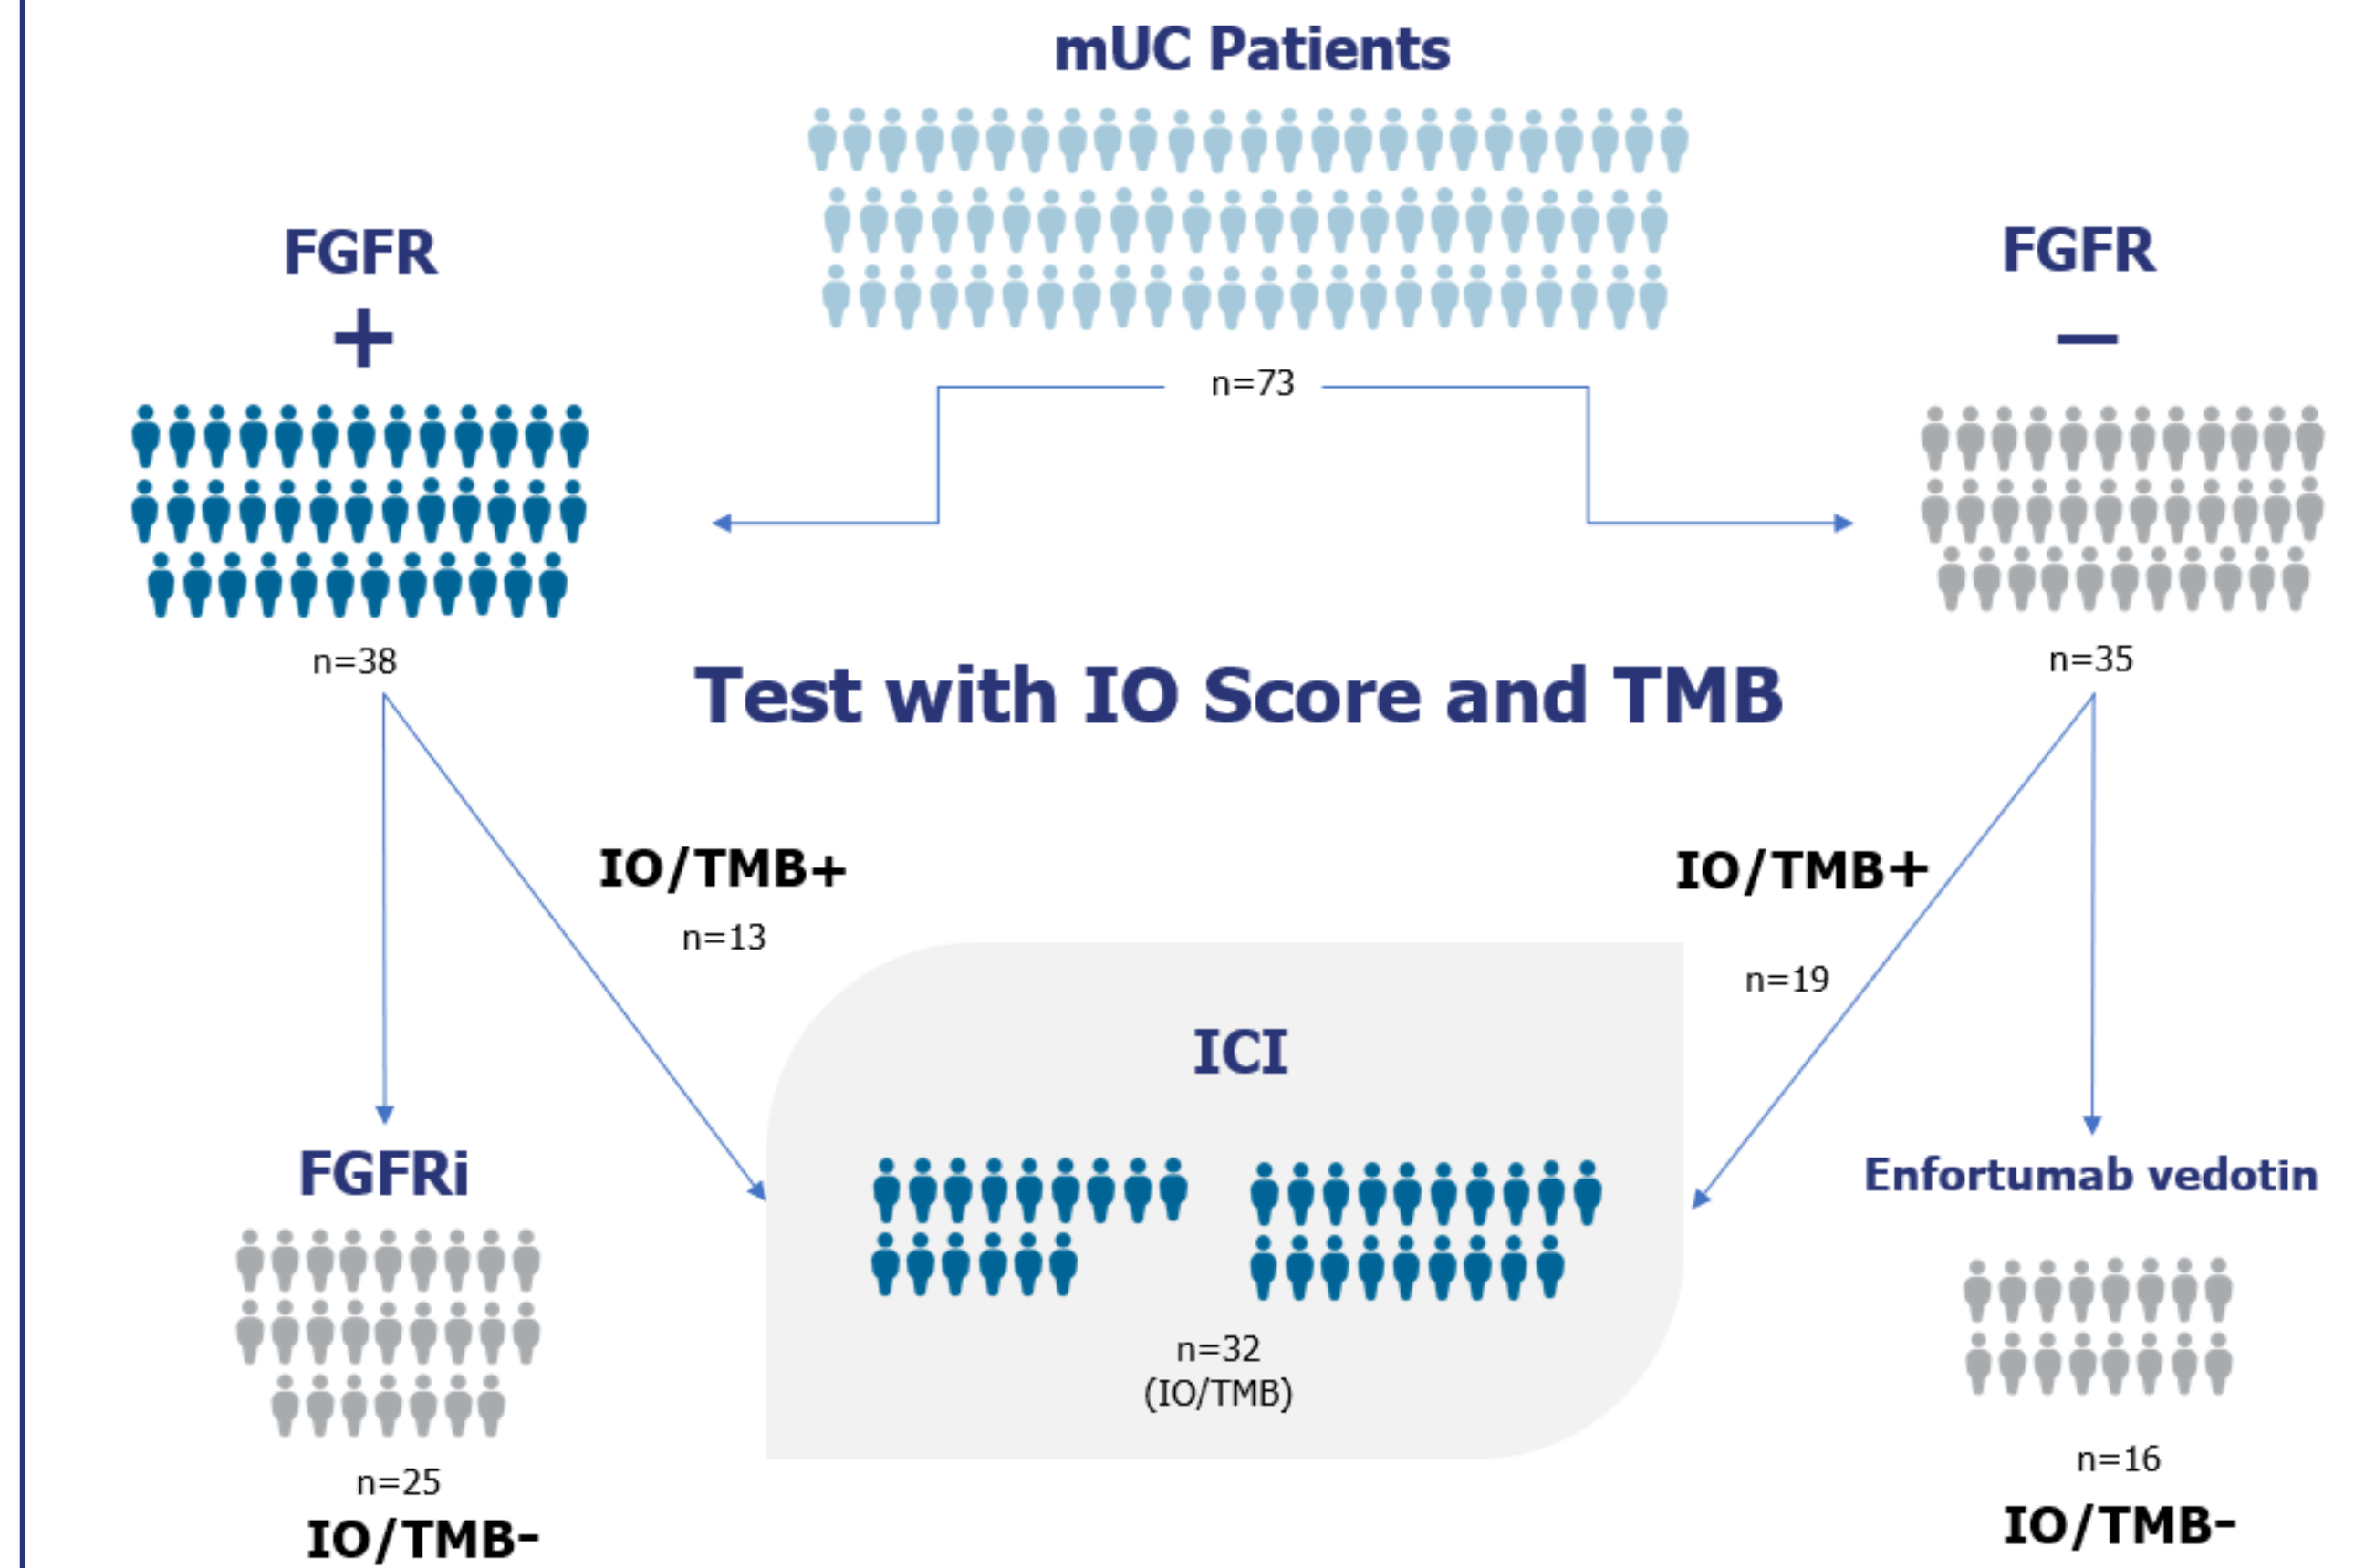 mUC Patients
n=73
FGFR
+
n=38
FGFR
−
n=35
Test with IO Score and TMB
IO/TMB+
n=13
IO/TMB+
n=19
ICI
n=32
(IO/TMB)
FGFRi
n=25
IO/TMB-
Enfortumab vedotin
n=16
IO/TMB-